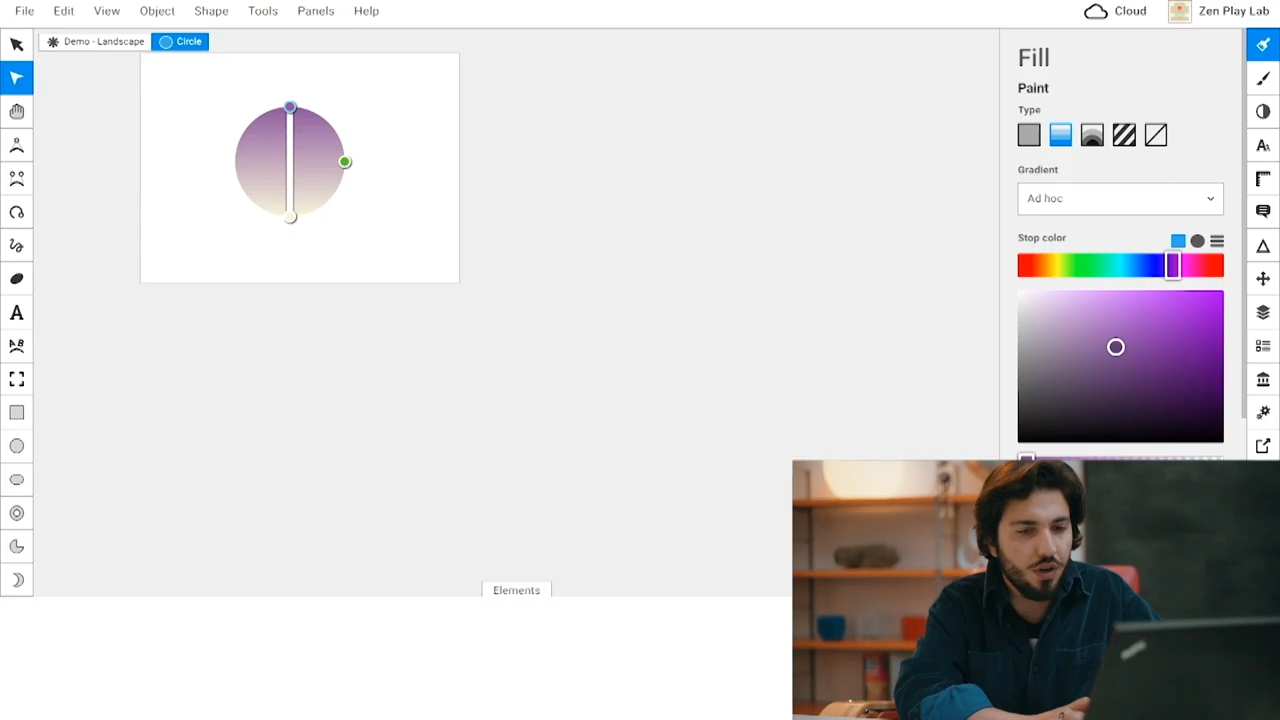 File Edit View Object Shape Tools Panels Help Cloud Zen Play Lab
Demo - Landscape Circle
Fill
Paint
Type
Gradient
Ad hoc
Stop color
A
A B
Elements